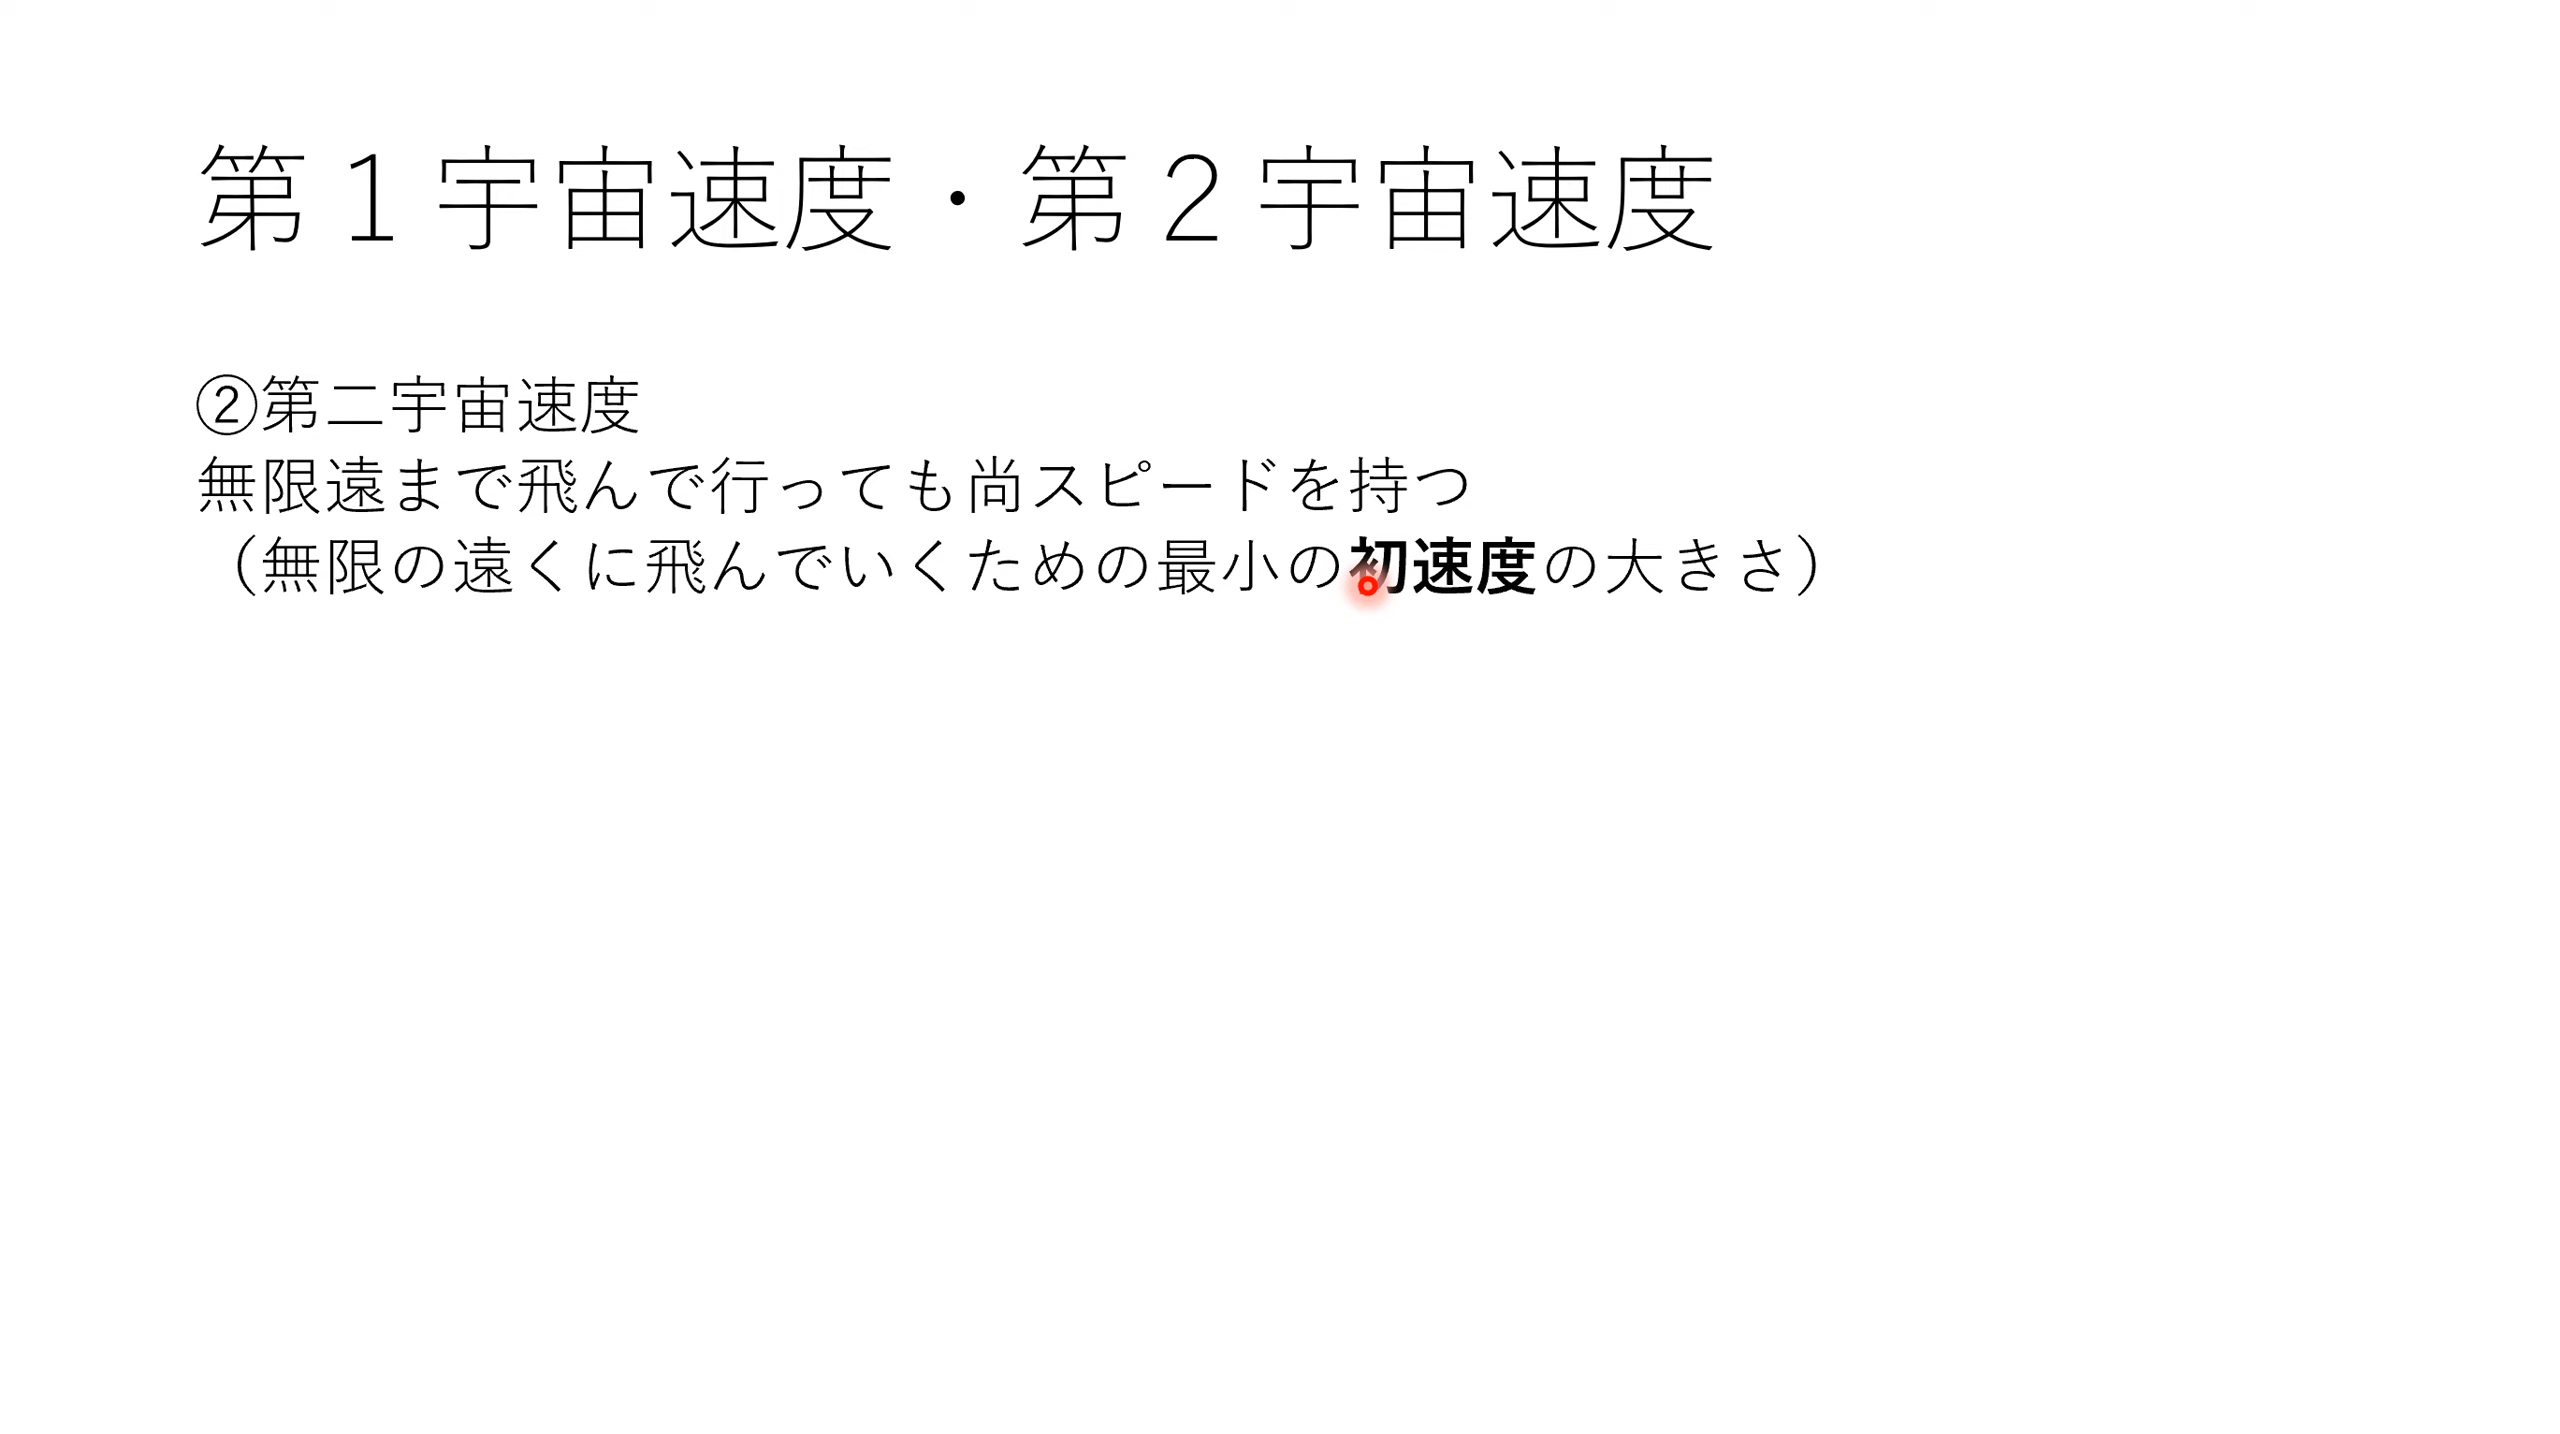 第１宇宙速度・第２宇宙速度
②第二宇宙速度
無限遠まで飛んで行っても尚スピードを持つ
（無限の遠くに飛んでいくための最小の初速度の大きさ）